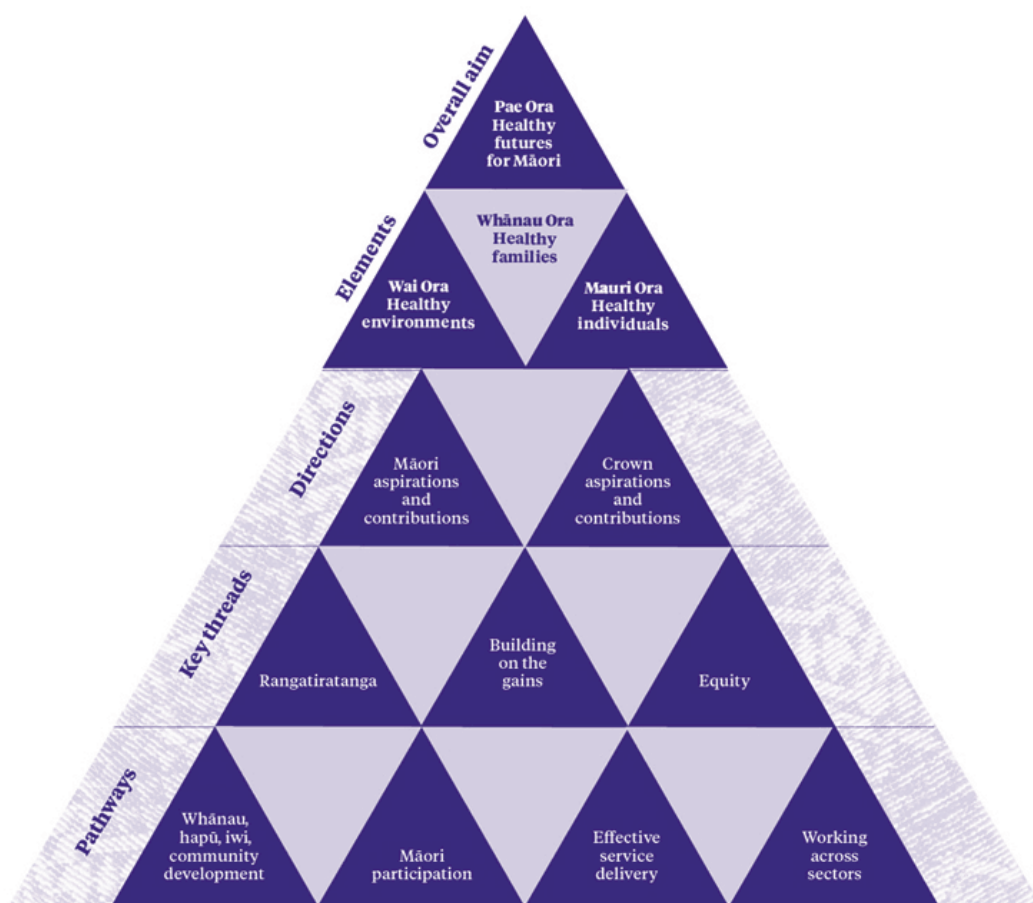 Overall aim
Pae Ora
Healthy
futures
for Māori
Elements
Whānau Ora
Healthy
families
Wai Ora
Healthy
environments
Mauri Ora
Healthy
individuals
Directions
Māori
aspirations
and
contributions
Crown
aspirations
and
contributions
Key threads
Rangatiratanga
Building
on the
gains
Equity
Pathways
Whānau,
hapū, iwi,
community
development
Māori
participation
Effective
service
delivery
Working
across
sectors